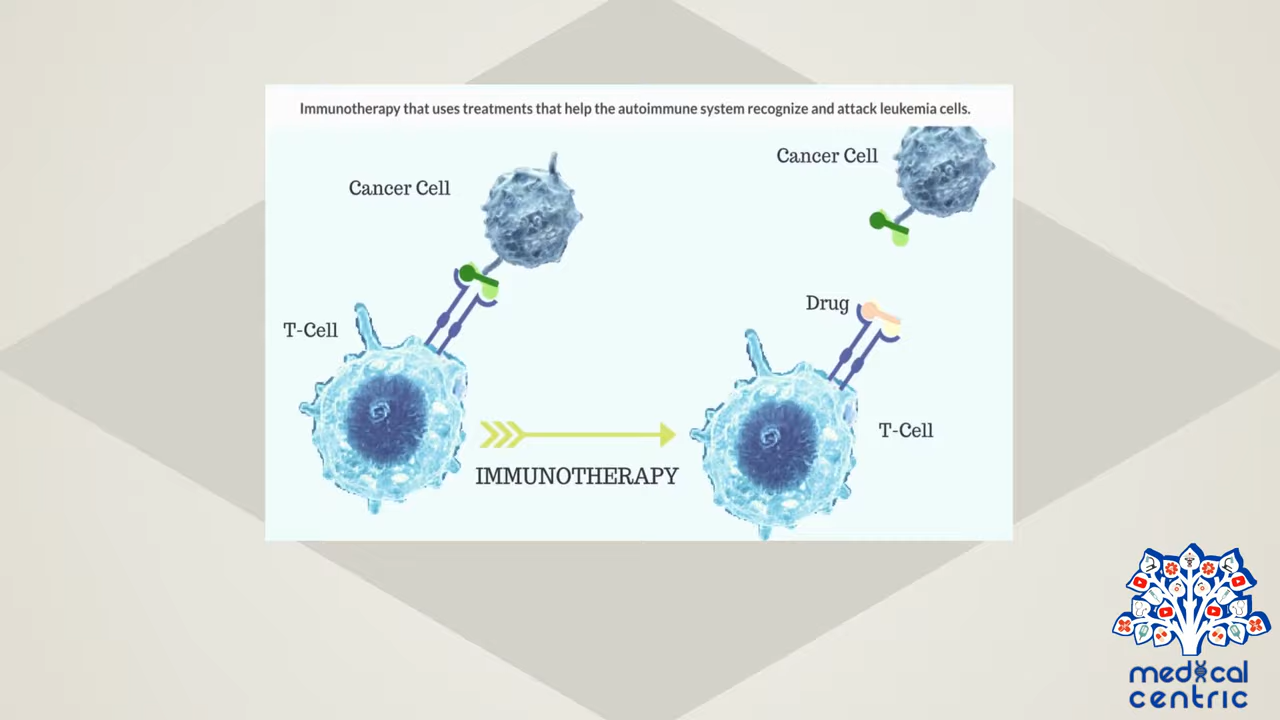 Immunotherapy that uses treatments that help the autoimmune system recognize and attack leukemia cells.
Cancer Cell
Cancer Cell
T-Cell
Drug
T-Cell
IMMUNOTHERAPY
medical
centric